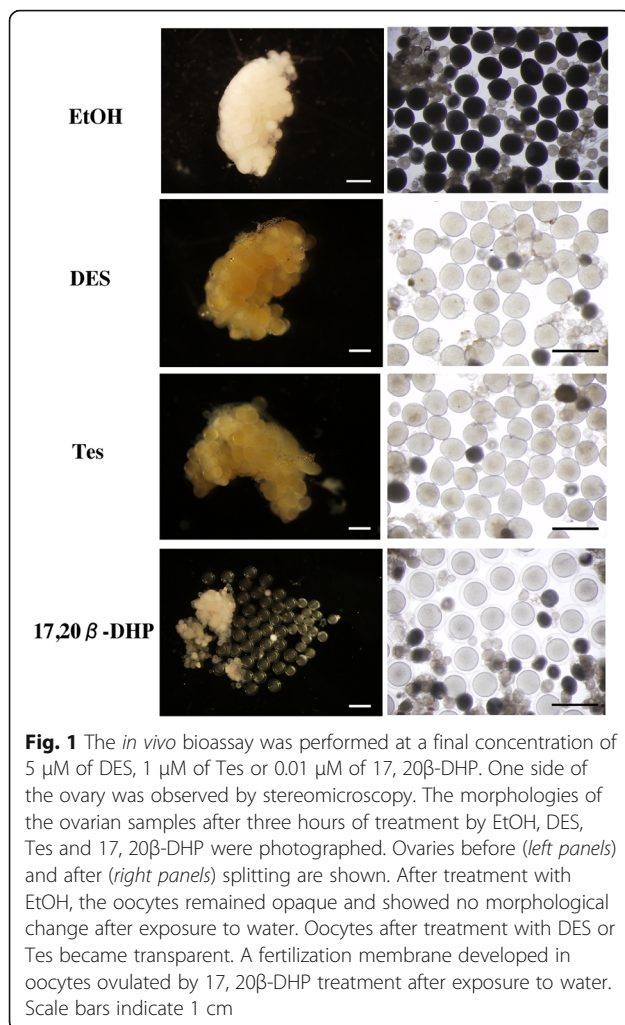 EtOH
DES
Tes
17,20 β-DHP
Fig. 1 The in vivo bioassay was performed at a final concentration of
5 μM of DES, 1 μM of Tes or 0.01 μM of 17, 20β-DHP. One side of
the ovary was observed by stereomicroscopy. The morphologies of
the ovarian samples after three hours of treatment by EtOH, DES,
Tes and 17, 20β-DHP were photographed. Ovaries before (left panels)
and after (right panels) splitting are shown. After treatment with
EtOH, the oocytes remained opaque and showed no morphological
change after exposure to water. Oocytes after treatment with DES or
Tes became transparent. A fertilization membrane developed in
oocytes ovulated by 17, 20β-DHP treatment after exposure to water.
Scale bars indicate 1 cm